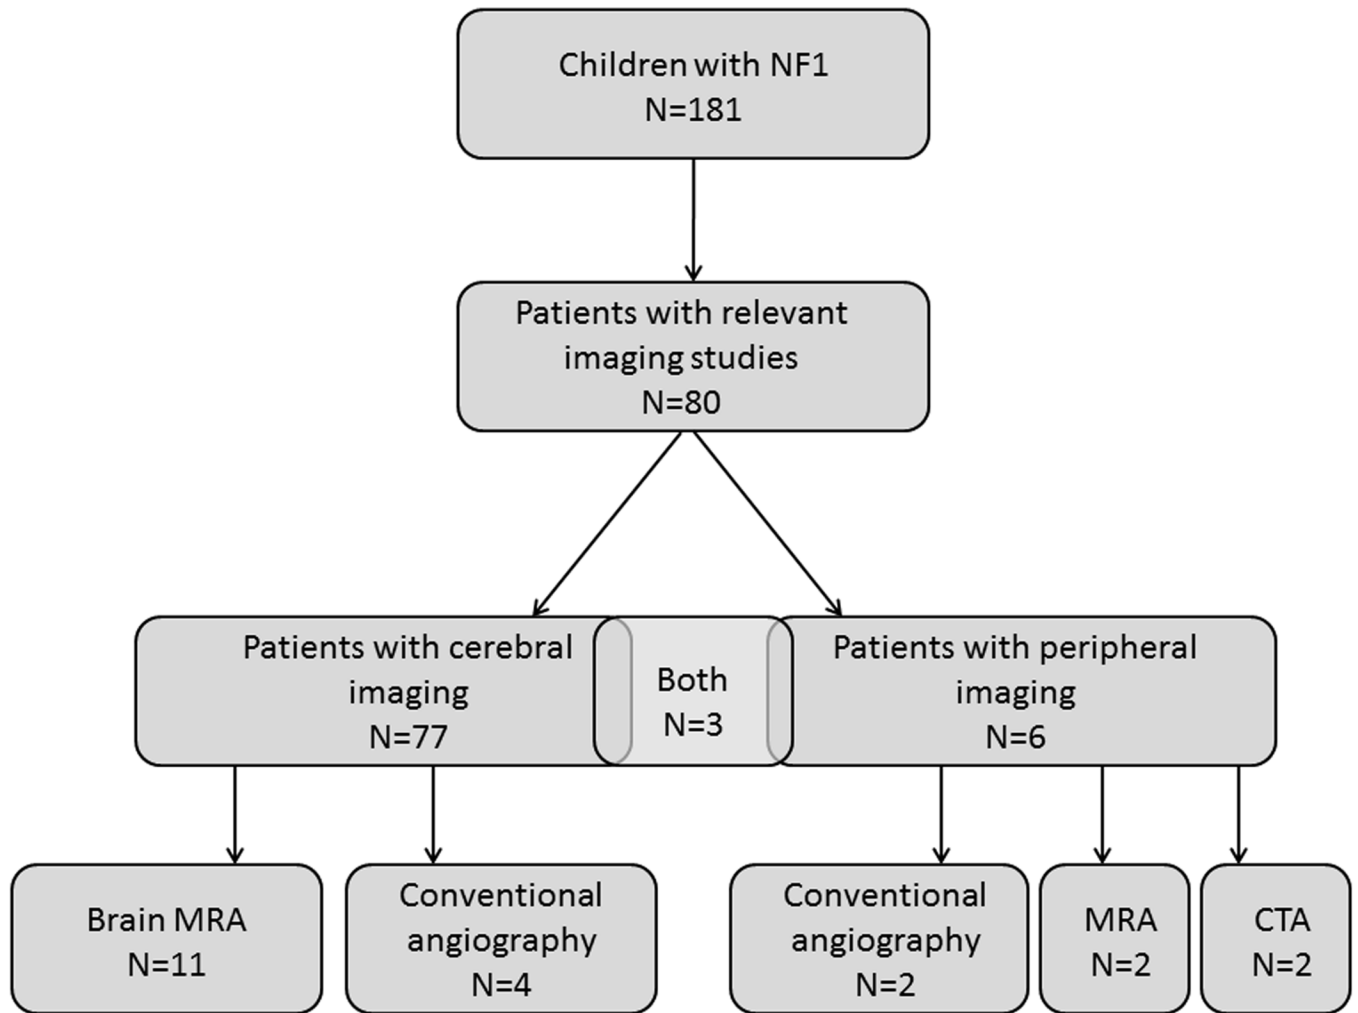 Children with NF1
N=181
Patients with relevant
imaging studies
N=80
Patients with cerebral
imaging
N=77
Both
N=3
Patients with peripheral
imaging
N=6
Brain MRA
N=11
Conventional
angiography
N=4
Conventional
angiography
N=2
MRA
N=2
CTA
N=2